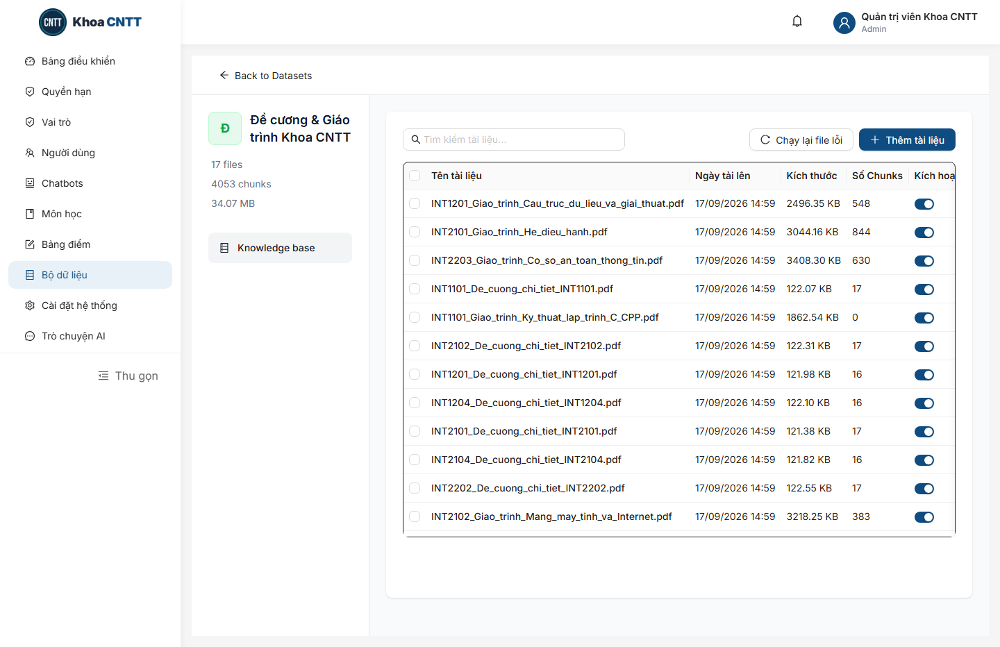 CNTT
Khoa CNTT
Quản trị viên Khoa CNTT
Admin
Bảng điều khiển
Quyền hạn
Vai trò
Người dùng
Chatbots
Môn học
Bảng điểm
Bộ dữ liệu
Cài đặt hệ thống
Trò chuyện AI
Thu gọn
Back to Datasets
Đ
Đề cương & Giáo
trình Khoa CNTT
17 files
4053 chunks
34.07 MB
Knowledge base
Tìm kiếm tài liệu...
Chạy lại file lỗi
Thêm tài liệu
Tên tài liệu Ngày tải lên Kích thước Số Chunks Kích hoạ
INT1201_Giao_trinh_Cau_truc_du_lieu_va_giai_thuat.pdf 17/09/2026 14:59 2496.35 KB 548
INT2101_Giao_trinh_He_dieu_hanh.pdf 17/09/2026 14:59 3044.16 KB 844
INT2203_Giao_trinh_Co_so_an_toan_thong_tin.pdf 17/09/2026 14:59 3408.30 KB 630
INT1101_De_cuong_chi_tiet_INT1101.pdf 17/09/2026 14:59 122.07 KB 17
INT1101_Giao_trinh_Ky_thuat_lap_trinh_C_CPP.pdf 17/09/2026 14:59 1862.54 KB 0
INT2102_De_cuong_chi_tiet_INT2102.pdf 17/09/2026 14:59 122.31 KB 17
INT1201_De_cuong_chi_tiet_INT1201.pdf 17/09/2026 14:59 121.98 KB 16
INT1204_De_cuong_chi_tiet_INT1204.pdf 17/09/2026 14:59 122.10 KB 16
INT2101_De_cuong_chi_tiet_INT2101.pdf 17/09/2026 14:59 121.38 KB 17
INT2104_De_cuong_chi_tiet_INT2104.pdf 17/09/2026 14:59 121.82 KB 16
INT2202_De_cuong_chi_tiet_INT2202.pdf 17/09/2026 14:59 122.55 KB 17
INT2102_Giao_trinh_Mang_may_tinh_va_Internet.pdf 17/09/2026 14:59 3218.25 KB 383